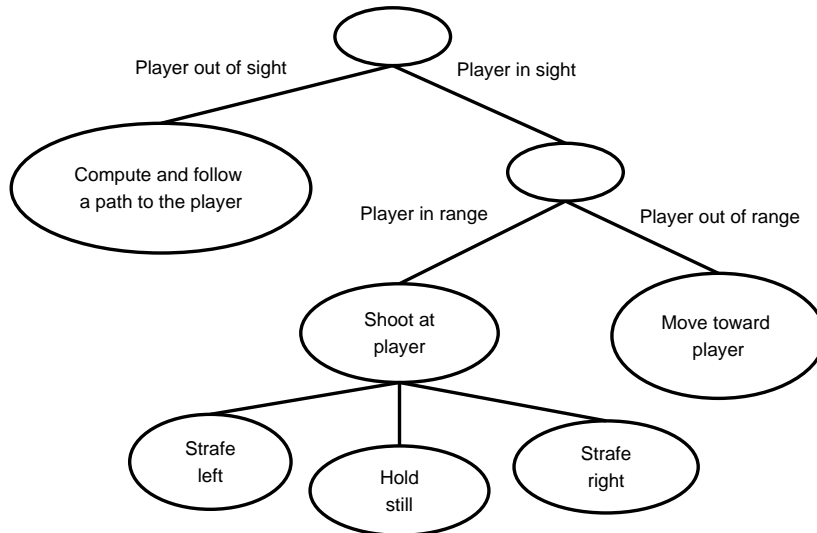 Player out of sight
Player in sight
Compute and follow
a path to the player
Player in range
Player out of range
Shoot at
player
Move toward
player
Strafe
left
Hold
still
Strafe
right